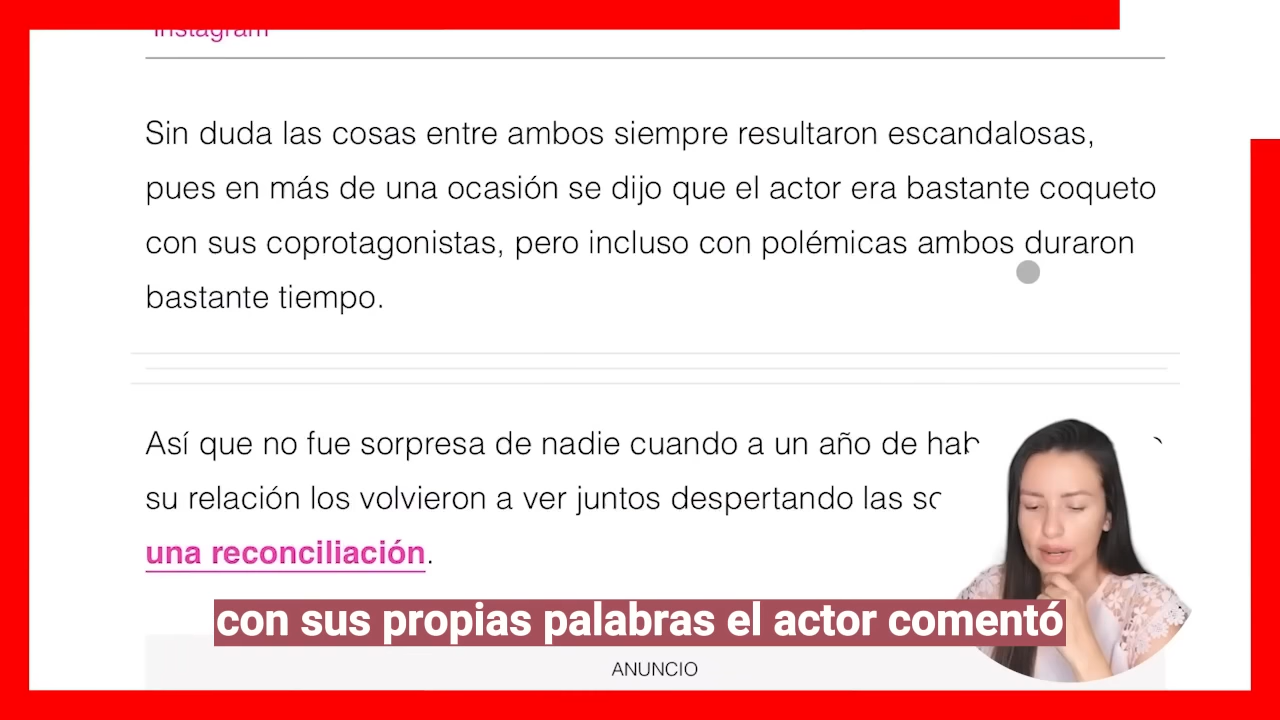 Instagram
Sin duda las cosas entre ambos siempre resultaron escandalosas,
pues en más de una ocasión se dijo que el actor era bastante coqueto
con sus coprotagonistas, pero incluso con polémicas ambos duraron
bastante tiempo.
Así que no fue sorpresa de nadie cuando a un año de
su relación los volvieron a ver juntos despertando las
una reconciliación.
con sus propias palabras el actor comentó
ANUNCIO